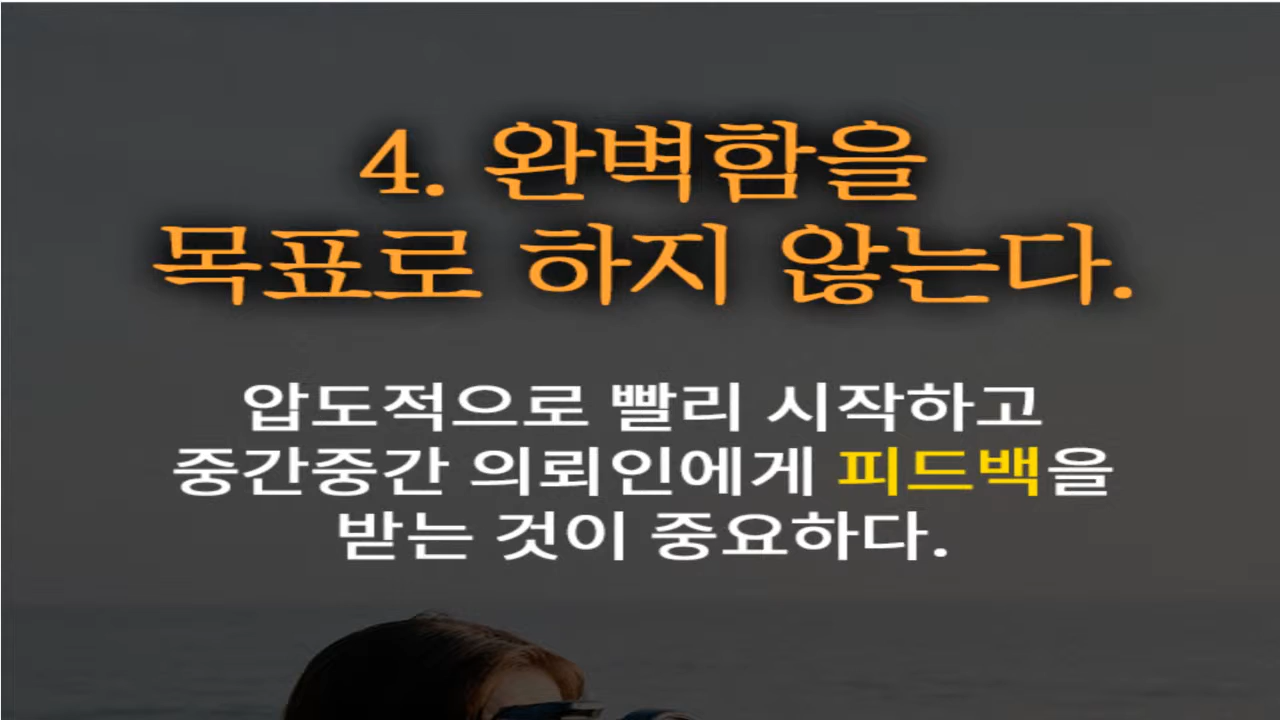 4. 완벽함을
목표로 하지 않는다.
압도적으로 빨리 시작하고
중간중간 의뢰인에게 피드백을
받는 것이 중요하다.